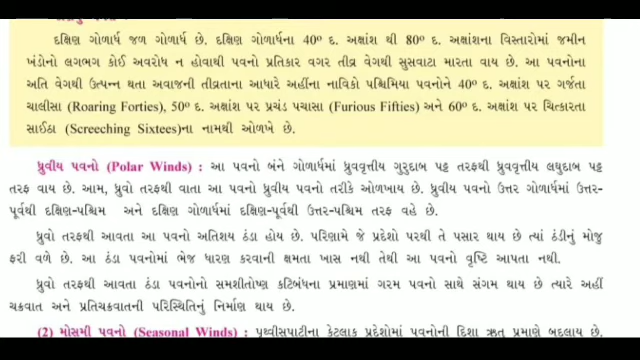 દક્ષિણ ગોળાર્ધ જળ ગોળાર્ધ છે. દક્ષિણ ગોળાર્ધના 40° દ. અક્ષાંશ થી 80° દ. અક્ષાંશના વિસ્તારોમાં જમીન
ખંડોનો લગભગ કોઈ અવરોધ ન હોવાથી પવનો પ્રતિકાર વગર તીવ્ર વેગથી સુસવાટા મારતા વાય છે. આ પવનોના
અતિ વેગથી ઉત્પન્ન થતા અવાજની તીવ્રતાના આધારે અહીંના નાવિકો પશ્ચિમિયા પવનોને 40° દ. અક્ષાંશ પર ગર્જતા
ચાલીસા (Roaring Forties), 50° દ. અક્ષાંશ પર પ્રચંડ પચાસા (Furious Fifties) અને 60° દ. અક્ષાંશ પર ચિત્કારતા
સાઈઠા (Screeching Sixtees)ના નામથી ઓળખે છે.
ધ્રુવીય પવનો (Polar Winds) : આ પવનો બંને ગોળાર્ધમાં ધ્રુવવૃત્તીય ગુરુદાબ પટ્ટ તરફથી ધ્રુવવૃત્તીય લઘુદાબ પટ્ટ
તરફ વાય છે. આમ, ધ્રુવો તરફથી વાતા આ પવનો ધ્રુવીય પવનો તરીકે ઓળખાય છે. ધ્રુવીય પવનો ઉત્તર ગોળાર્ધમાં ઉત્તર-
પૂર્વથી દક્ષિણ-પશ્ચિમ અને દક્ષિણ ગોળાર્ધમાં દક્ષિણ-પૂર્વથી ઉત્તર-પશ્ચિમ તરફ વહે છે.
ધ્રુવો તરફથી આવતા આ પવનો અતિશય ઠંડા હોય છે. પરિણામે જે પ્રદેશો પરથી તે પસાર થાય છે ત્યાં ઠંડીનું મોજુ
ફરી વળે છે. આ ઠંડા પવનોમાં ભેજ ધારણ કરવાની ક્ષમતા ખાસ નથી તેથી આ પવનો વૃષ્ટિ આપતા નથી.
ધ્રુવો તરફથી આવતા ઠંડા પવનોનો સમશીતોષ્ણ કટિબંધના પ્રમાણમાં ગરમ પવનો સાથે સંગમ થાય છે ત્યારે અહીં
ચક્રવાત અને પ્રતિચક્રવાતની પરિસ્થિતિનું નિર્માણ થાય છે.
(2) મોસમી પવનો (Seasonal Winds) : પૃથ્વીસપાટીના કેટલાક પ્રદેશોમાં પવનોની દિશા ઋતુ પ્રમાણે બદલાય છે.